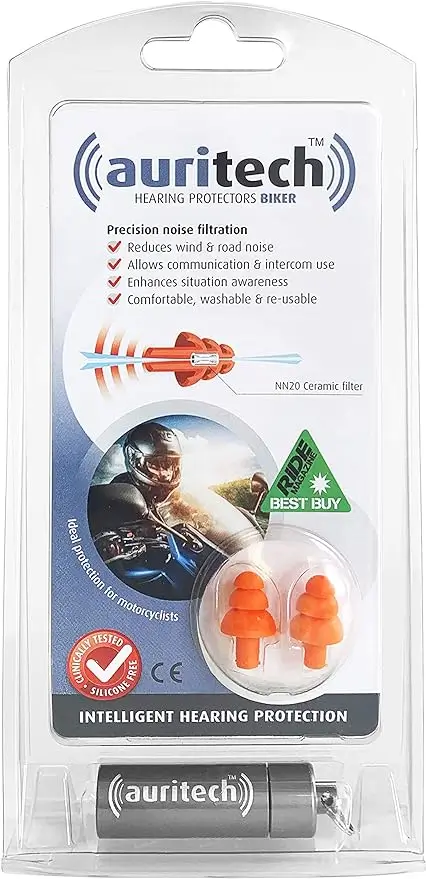 auritech™
HEARING PROTECTORS BIKER
Precision noise filtration
Reduces wind & road noise
Allows communication & intercom use
Enhances situation awareness
Comfortable, washable & re-usable
NN20 Ceramic filter
RIDE
MAGAZINE
BEST BUY
Ideal protection for motorcyclists
CLINICALLY TESTED
• SILICONE FREE •
CE
INTELLIGENT HEARING PROTECTION
auritech™